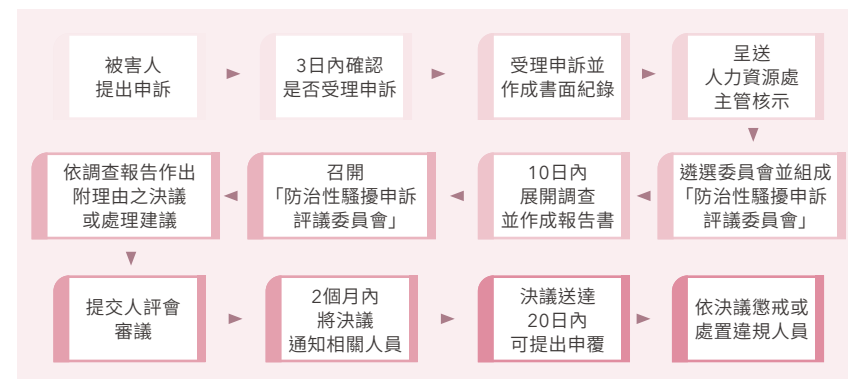 被害人
提出申訴
3日內確認
是否受理申訴
受理申訴並
作成書面紀錄
呈送
人力資源處
主管核示
遴選委員會並組成
「防治性騷擾申訴
評議委員會」
10日內
展開調查
並作成報告書
召開
「防治性騷擾申訴
評議委員會」
依調查報告作出
附理由之決議
或處理建議
提交人評會
審議
2個月內
將決議
通知相關人員
決議送達
20日內
可提出申覆
依決議懲戒或
處置違規人員